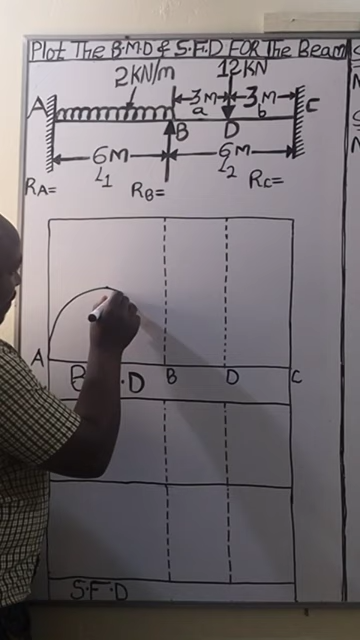 Plot The B.M.D & S.F.D FOR The Beam
2KN/m 12KN
A 3M 3M C
a b
B D
6M 6M
L1 L2
RA= RB= RC=
A B D C
.D
S.F.D